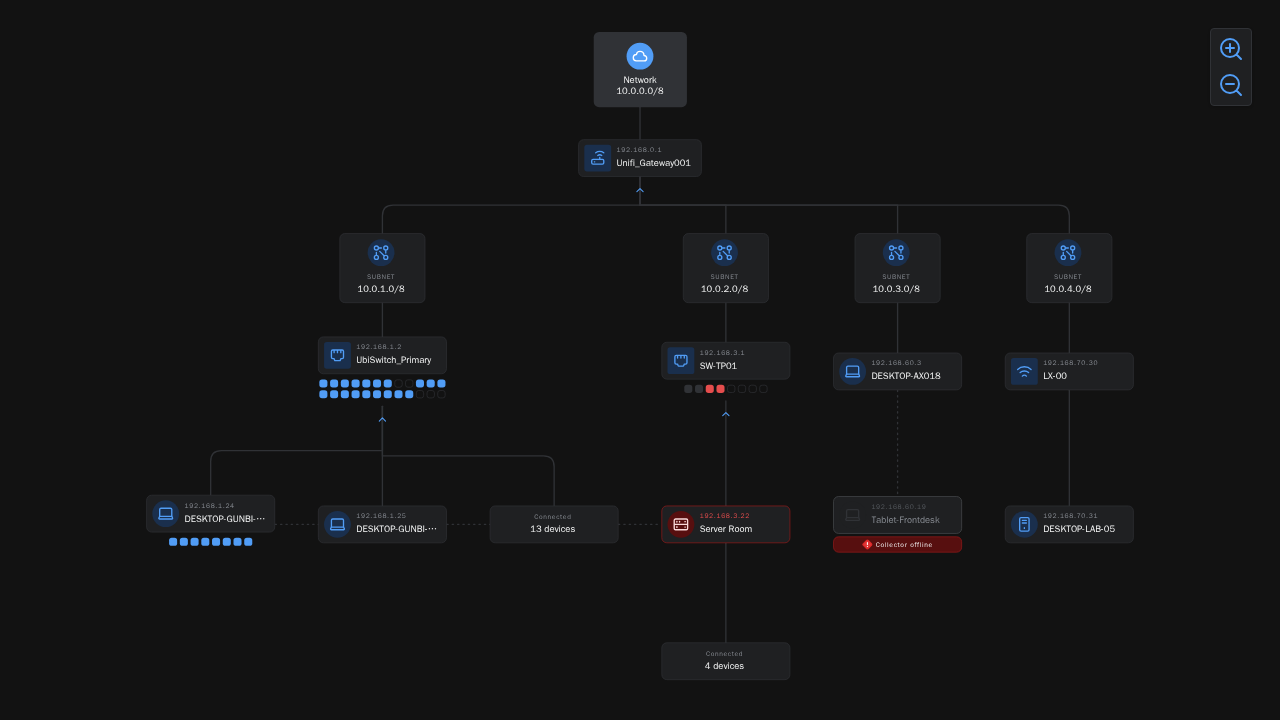 Network
10.0.0.0/8
192.168.0.1
Unifi_Gateway001
SUBNET
10.0.1.0/8
SUBNET
10.0.2.0/8
SUBNET
10.0.3.0/8
SUBNET
10.0.4.0/8
192.168.1.2
UbiSwitch_Primary
192.168.3.1
SW-TP01
192.168.60.3
DESKTOP-AX018
192.168.70.30
LX-00
192.168.1.24
DESKTOP-GUNBI-···
192.168.1.25
DESKTOP-GUNBI-···
Connected
13 devices
192.168.3.22
Server Room
192.168.60.19
Tablet-Frontdesk
Collector offline
192.168.70.31
DESKTOP-LAB-05
Connected
4 devices